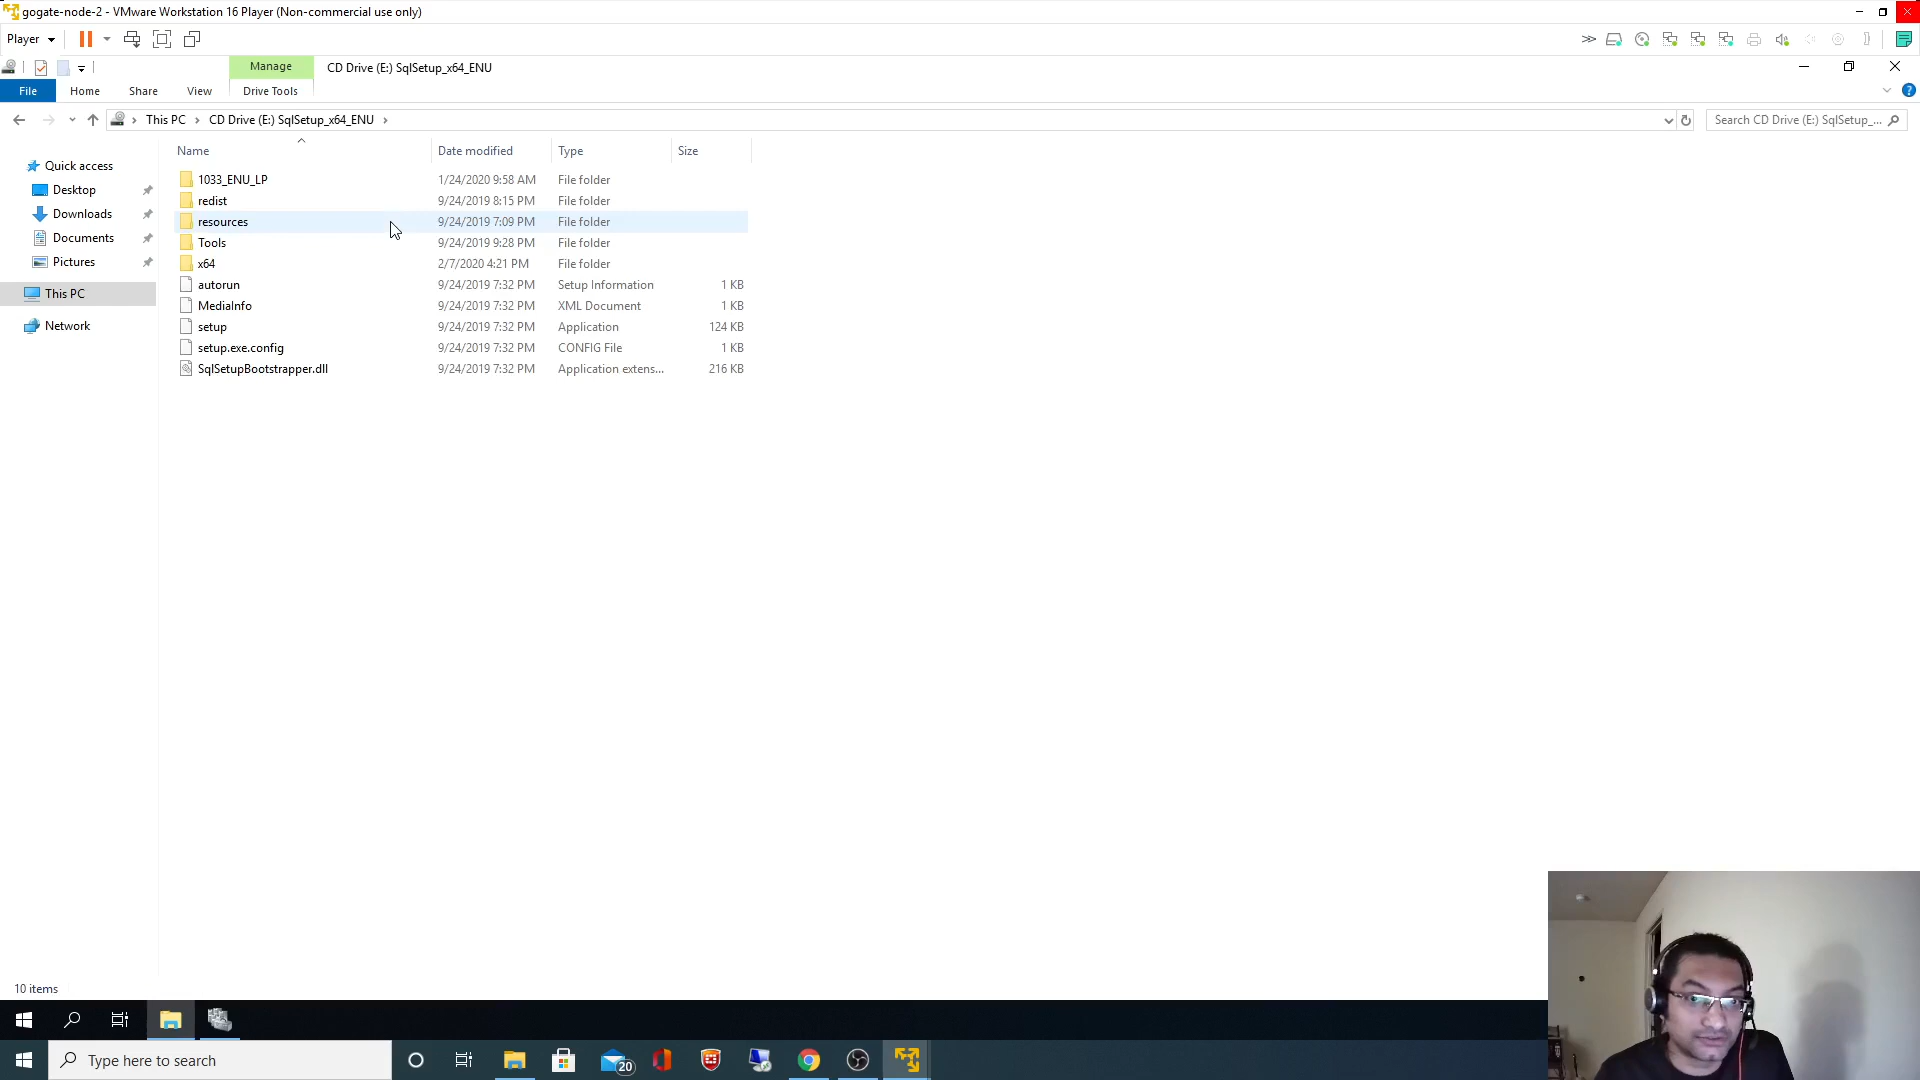 gogate-node-2 - VMware Workstation 16 Player (Non-commercial use only)
Player
Manage
CD Drive (E:) SqlSetup_x64_ENU
File
Home
Share
View
Drive Tools
This PC
CD Drive (E:) SqlSetup_x64_ENU
Search CD Drive (E:) SqlSetup_...
Name
Date modified
Type
Size
Quick access
Desktop
Downloads
Documents
Pictures
This PC
Network
1033_ENU_LP 1/24/2020 9:58 AM File folder
redist 9/24/2019 8:15 PM File folder
resources 9/24/2019 7:09 PM File folder
Tools 9/24/2019 9:28 PM File folder
x64 2/7/2020 4:21 PM File folder
autorun 9/24/2019 7:32 PM Setup Information 1 KB
MediaInfo 9/24/2019 7:32 PM XML Document 1 KB
setup 9/24/2019 7:32 PM Application 124 KB
setup.exe.config 9/24/2019 7:32 PM CONFIG File 1 KB
SqlSetupBootstrapper.dll 9/24/2019 7:32 PM Application extens... 216 KB
10 items
Type here to search
20